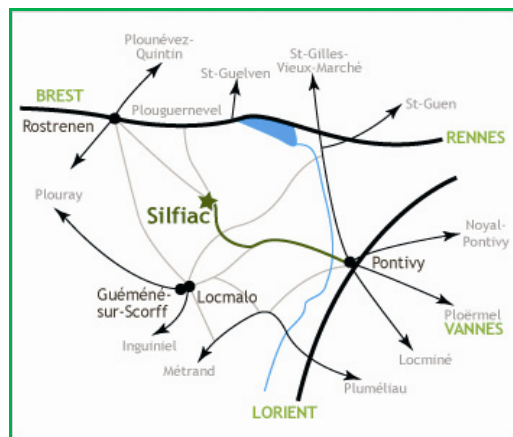 Plounévez-
Quintin
St-Gilles-
Vieux-Marché
St-Guelven
BREST
Plouguernevel
St-Guen
Rostrenen
RENNES
Plouray
Silfiac
Noyal-
Pontivy
Pontivy
Guéméné-
sur-Scorff
Locmalo
Ploërmel
VANNES
Inguiniel
Locminé
Métrand
Pluméliau
LORIENT